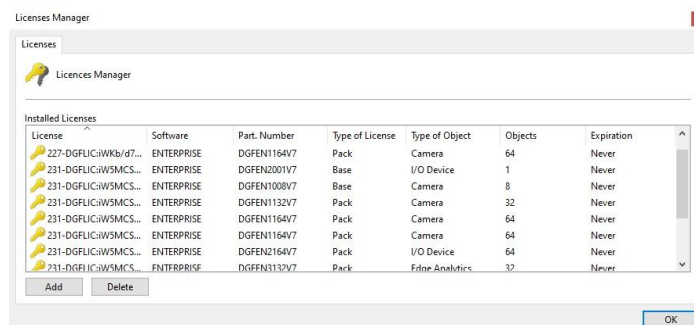 Licenses Manager
Licenses
Licences Manager
Installed Licenses
License Software Part. Number Type of License Type of Object Objects Expiration
227-DGFLIC:iWKb/d7... ENTERPRISE DGFEN1164V7 Pack Camera 64 Never
231-DGFLIC:iW5MCS... ENTERPRISE DGFEN2001V7 Base I/O Device 1 Never
231-DGFLIC:iW5MCS... ENTERPRISE DGFEN1008V7 Base Camera 8 Never
231-DGFLIC:iW5MCS... ENTERPRISE DGFEN1132V7 Pack Camera 32 Never
231-DGFLIC:iW5MCS... ENTERPRISE DGFEN1164V7 Pack Camera 64 Never
231-DGFLIC:iW5MCS... ENTERPRISE DGFEN1164V7 Pack Camera 64 Never
231-DGFLIC:iW5MCS... ENTERPRISE DGFEN2164V7 Pack I/O Device 64 Never
231-DGFLIC:iW5MCS... ENTERPRISE DGFEN3132V7 Pack Edge Analytics 32 Never
Add Delete
OK